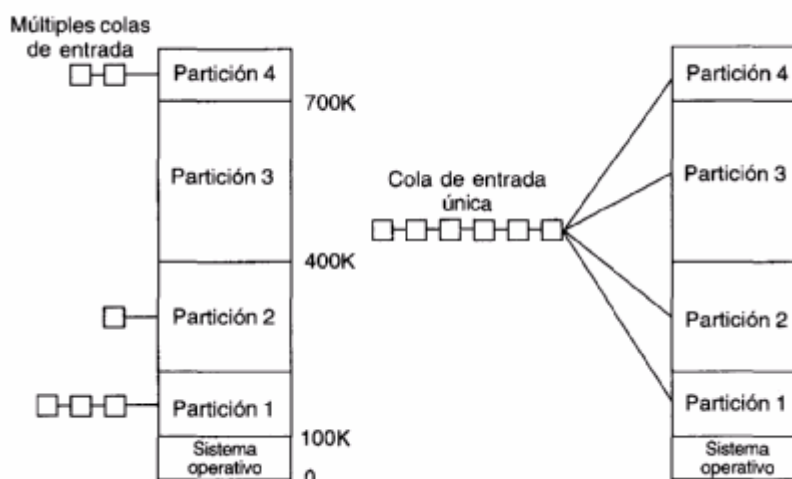 Múltiples colas
de entrada
Partición 4
700K
Partición 3
400K
Partición 2
Partición 1
100K
Sistema
operativo
0
Cola de entrada
única
Partición 4
Partición 3
Partición 2
Partición 1
Sistema
operativo